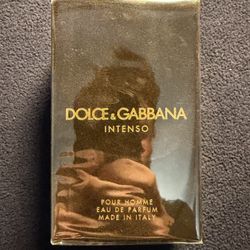 DOLCE & GABBANA
INTENSO
POUR HOMME
EAU DE PARFUM
MADE IN ITALY